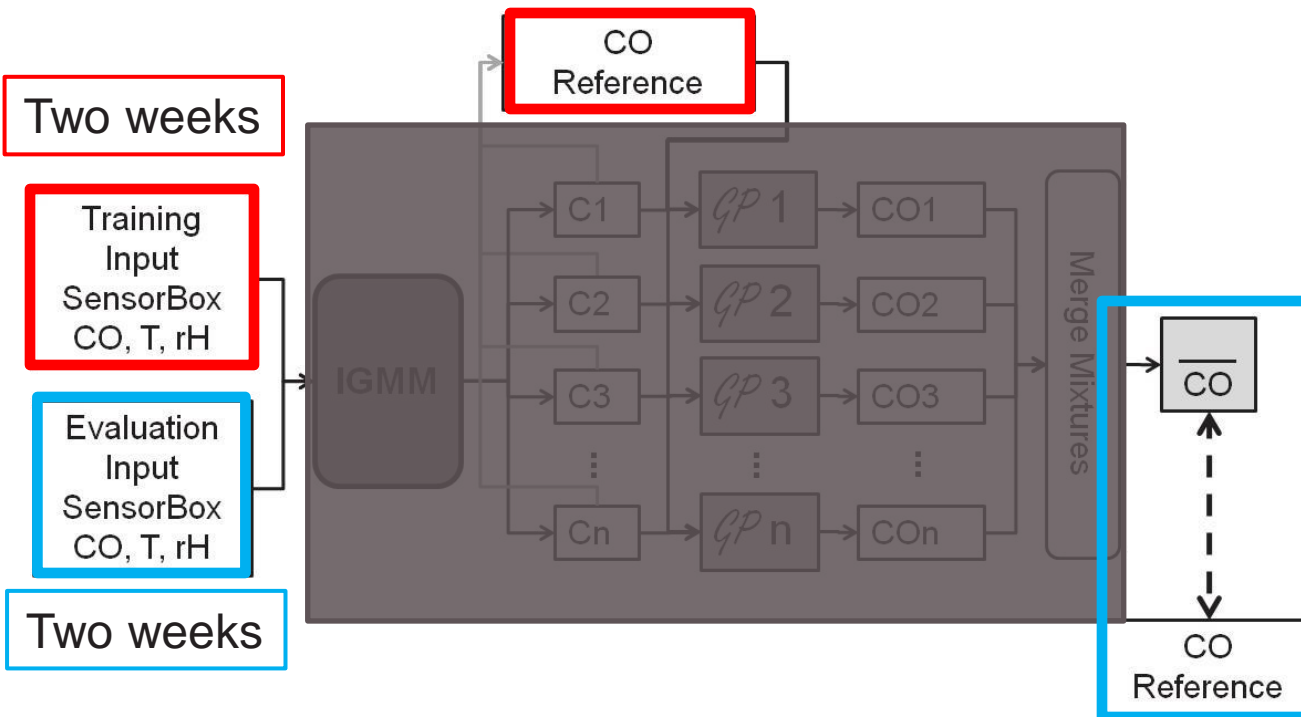 CO
Reference
Two weeks
Training
Input
SensorBox
CO, T, rH
Evaluation
Input
SensorBox
CO, T, rH
Two weeks
IGMM
C1
C2
C3
⋮
Cn
GP 1
GP 2
GP 3
⋮
GP n
CO1
CO2
CO3
⋮
COn
Merge Mixtures
C̅O̅
CO
Reference